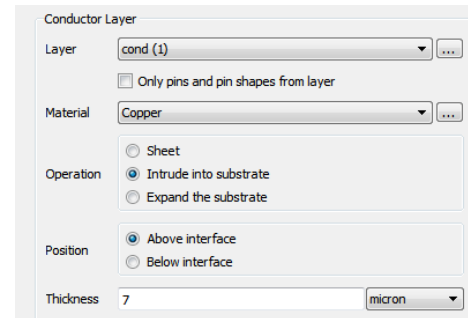 Conductor Layer
Layer cond (1) ...
Only pins and pin shapes from layer
Material Copper ...
Sheet
Operation Intrude into substrate
Expand the substrate
Above interface
Position
Below interface
Thickness 7 micron